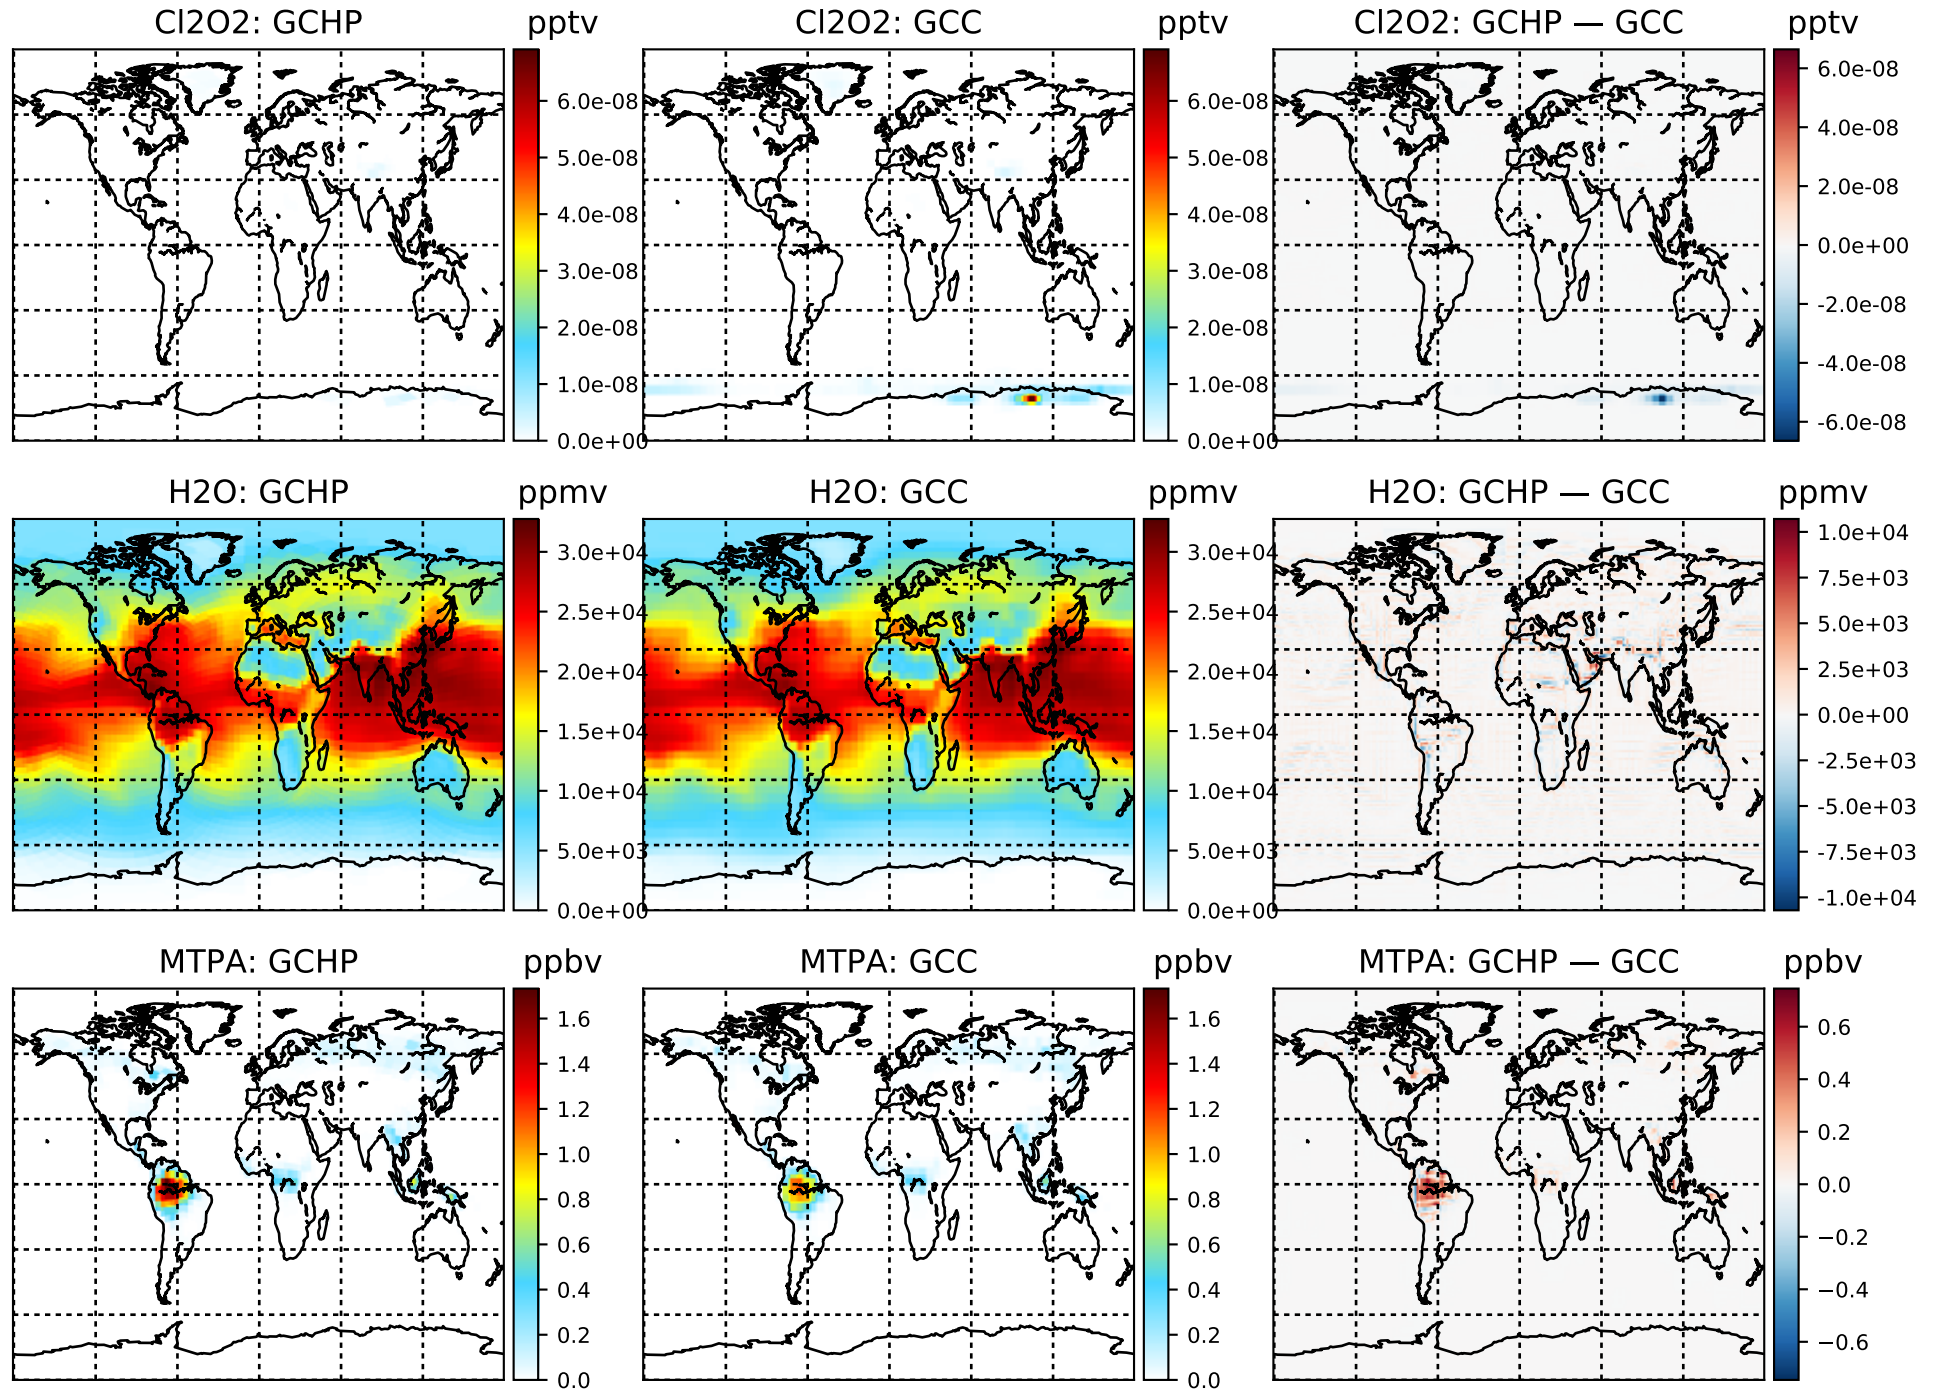 Cl2O2: GCHP pptv Cl2O2: GCC pptv Cl2O2: GCHP — GCC pptv
6.0e-08 6.0e-08 6.0e-08
5.0e-08 5.0e-08 4.0e-08
4.0e-08 4.0e-08 2.0e-08
3.0e-08 3.0e-08 0.0e+00
2.0e-08 2.0e-08 -2.0e-08
1.0e-08 1.0e-08 -4.0e-08
0.0e+00 0.0e+00 -6.0e-08
H2O: GCHP ppmv H2O: GCC ppmv H2O: GCHP — GCC ppmv
3.0e+04 3.0e+04 1.0e+04
2.5e+04 2.5e+04 7.5e+03
2.0e+04 2.0e+04 5.0e+03
1.5e+04 1.5e+04 2.5e+03
1.0e+04 1.0e+04 0.0e+00
5.0e+03 5.0e+03 -2.5e+03
0.0e+00 0.0e+00 -5.0e+03
-7.5e+03
-1.0e+04
MTPA: GCHP ppbv MTPA: GCC ppbv MTPA: GCHP — GCC ppbv
1.6 1.6 0.6
1.4 1.4 0.4
1.2 1.2 0.2
1.0 1.0 0.0
0.8 0.8 −0.2
0.6 0.6 −0.4
0.4 0.4 −0.6
0.2 0.2
0.0 0.0